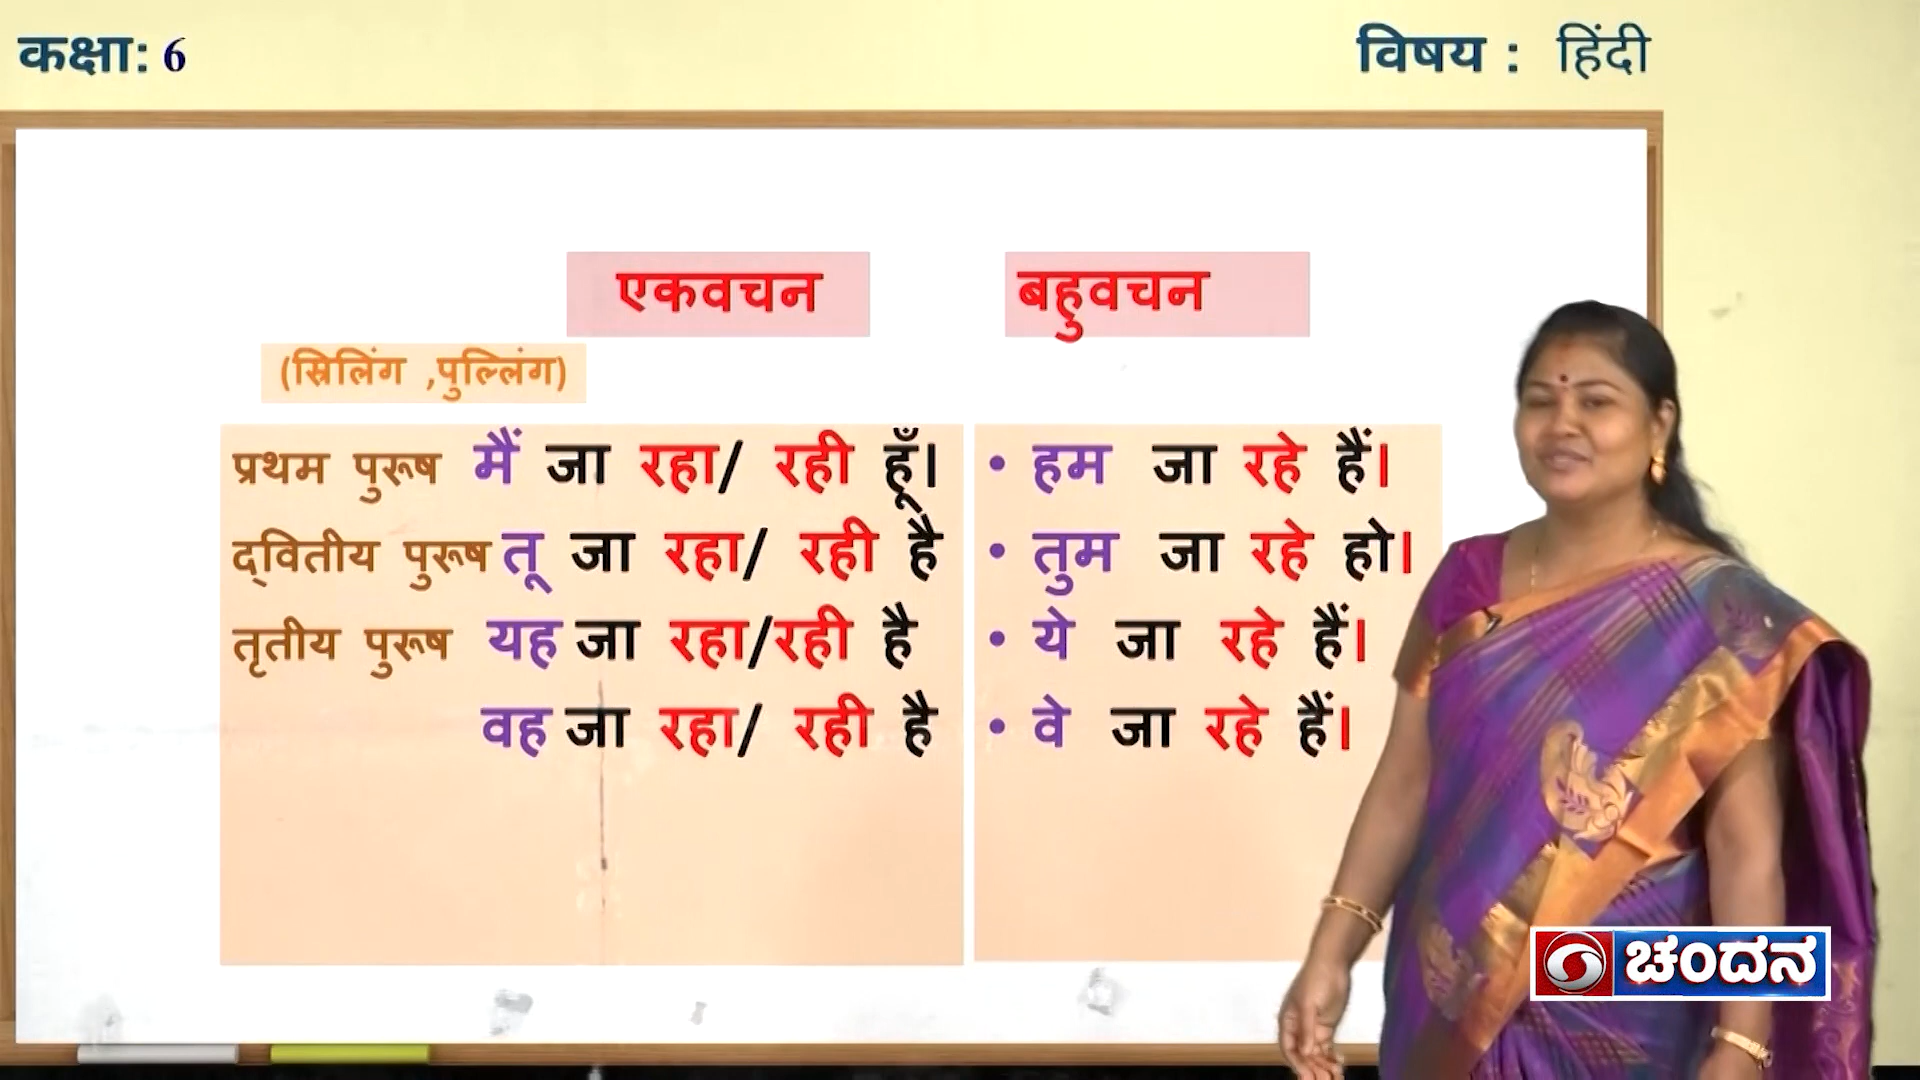 कक्षा: 6
विषय : हिंदी
एकवचन
बहुवचन
(स्रिलिंग ,पुल्लिंग)
प्रथम पुरूष मैं जा रहा/ रही हूँ।
• हम जा रहे हैं।
द्वितीय पुरूष तू जा रहा/ रही है
• तुम जा रहे हो।
तृतीय पुरूष यह जा रहा/रही है
• ये जा रहे हैं।
वह जा रहा/ रही है
• वे जा रहे हैं।
ಚಂದನ